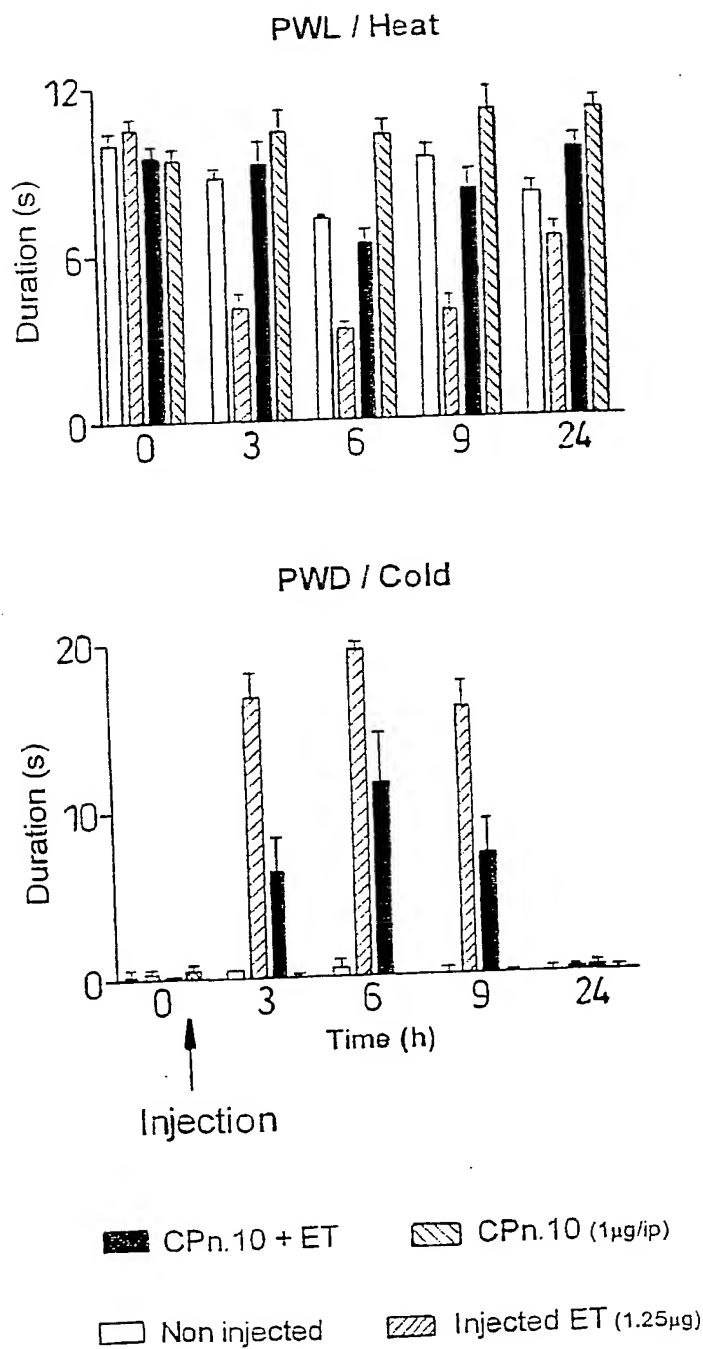 PWL / Heat
12
6
0
Duration (s)
0 3 6 9 24
PWD / Cold
20
10
0
Duration (s)
0 3 6 9 24
Time (h)
Injection
CPn.10 + ET
CPn.10 (1µg/ip)
Non injected
Injected ET (1.25µg)